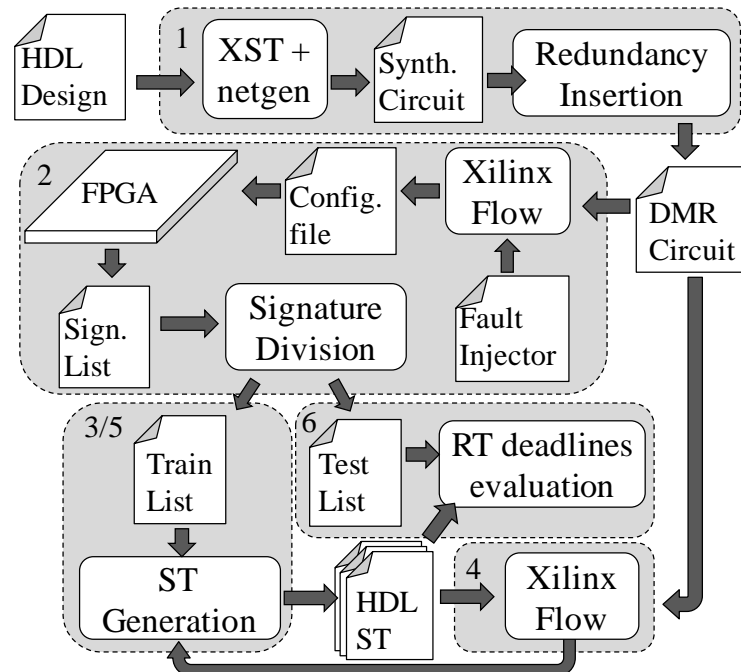 1
HDL
Design
XST +
netgen
Synth.
Circuit
Redundancy
Insertion
2
FPGA
Config.
file
Xilinx
Flow
DMR
Circuit
Sign.
List
Signature
Division
Fault
Injector
3/5
Train
List
6
Test
List
RT deadlines
evaluation
ST
Generation
HDL
ST
4
Xilinx
Flow